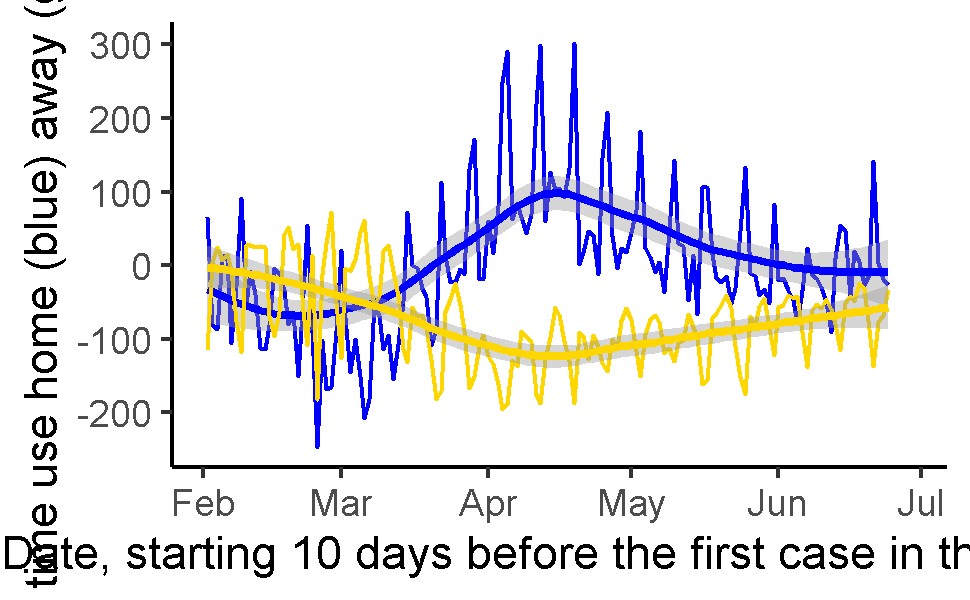 time use home (blue) away (
300
200
100
0
-100
-200
Feb Mar Apr May Jun Jul
Date, starting 10 days before the first case in th